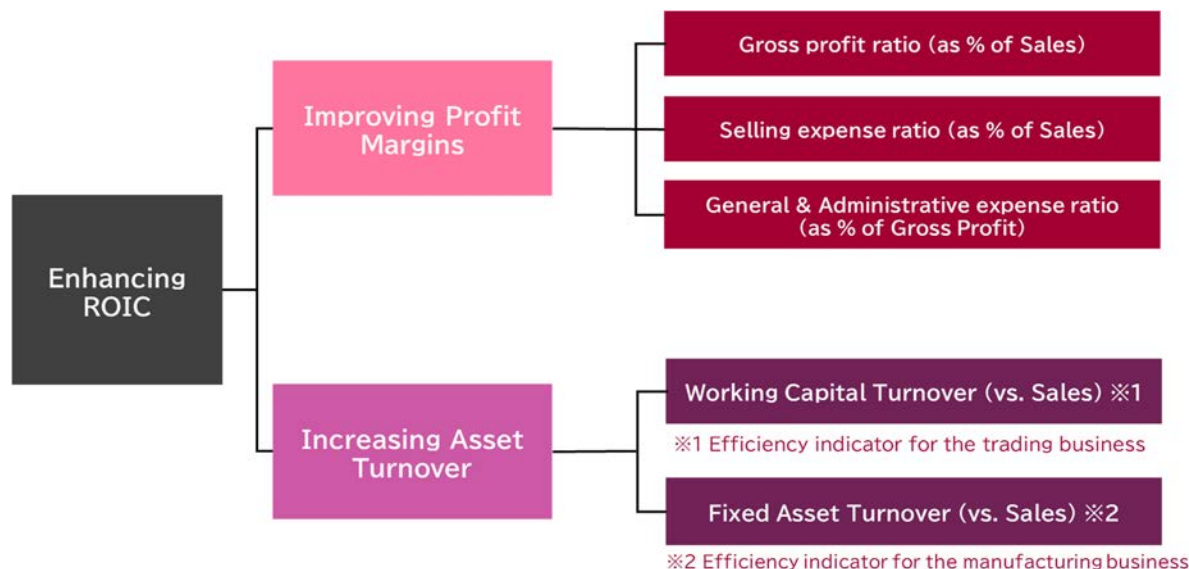 Enhancing
ROIC
Improving Profit
Margins
Gross profit ratio (as % of Sales)
Selling expense ratio (as % of Sales)
General & Administrative expense ratio
(as % of Gross Profit)
Increasing Asset
Turnover
Working Capital Turnover (vs. Sales) ※1
※1 Efficiency indicator for the trading business
Fixed Asset Turnover (vs. Sales) ※2
※2 Efficiency indicator for the manufacturing business